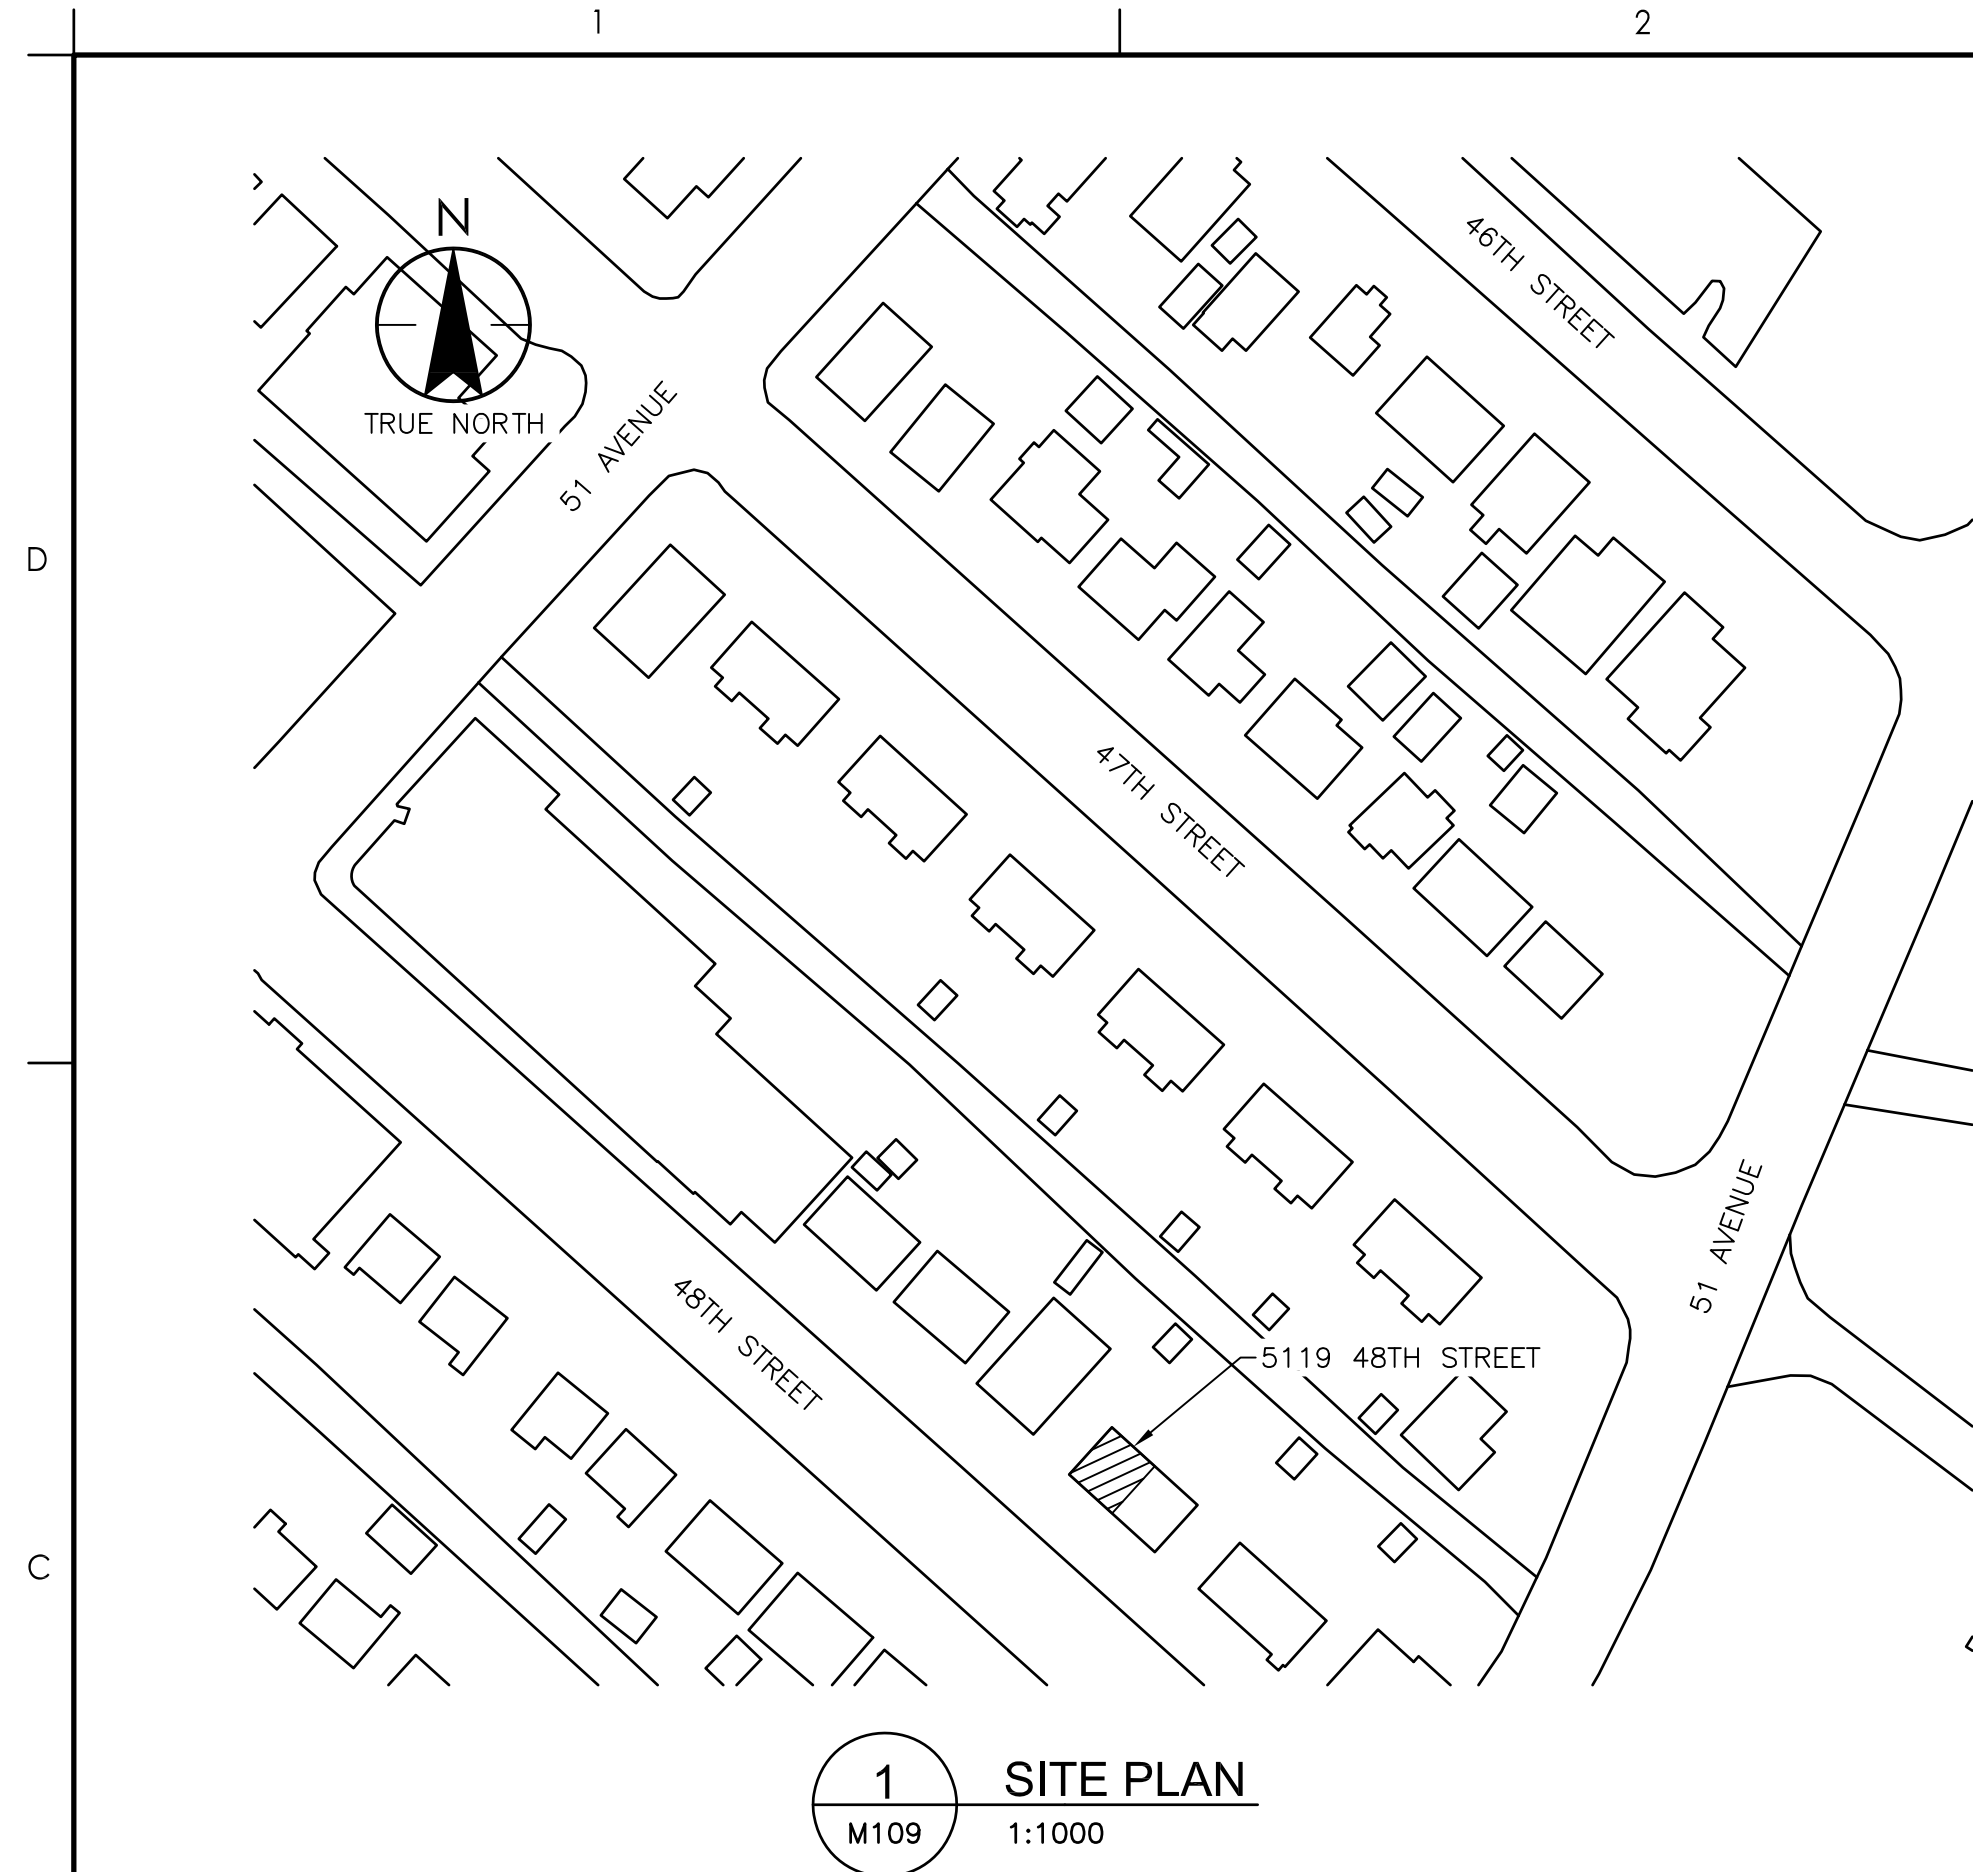 1
2
N
TRUE NORTH
46TH STREET
51 AVENUE
D
47TH STREET
51 AVENUE
48TH STREET
5119 48TH STREET
C
1
SITE PLAN
M109
1:1000